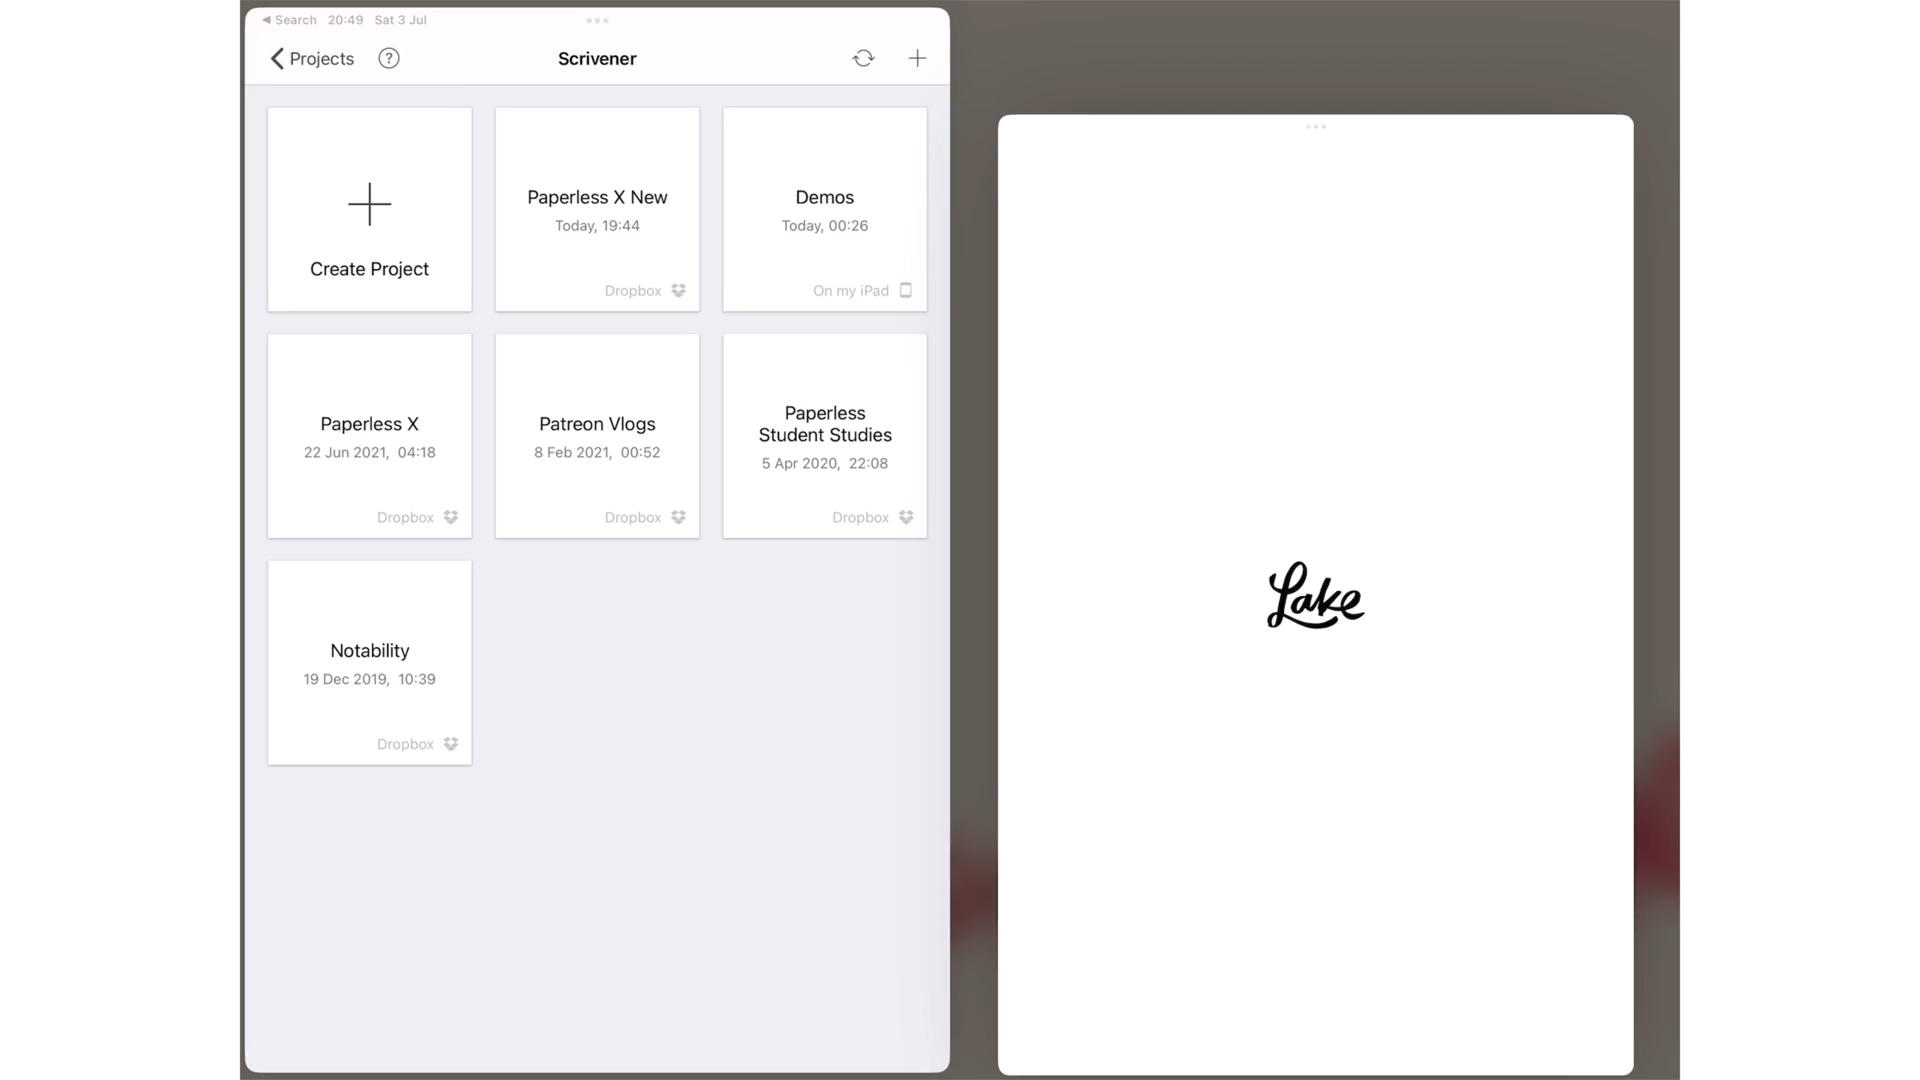 ◀ Search 20:49 Sat 3 Jul
Projects ? Scrivener
Create Project
Paperless X New
Today, 19:44
Dropbox
Demos
Today, 00:26
On my iPad
Paperless X
22 Jun 2021, 04:18
Dropbox
Patreon Vlogs
8 Feb 2021, 00:52
Dropbox
Paperless
Student Studies
5 Apr 2020, 22:08
Dropbox
Notability
19 Dec 2019, 10:39
Dropbox
Lake